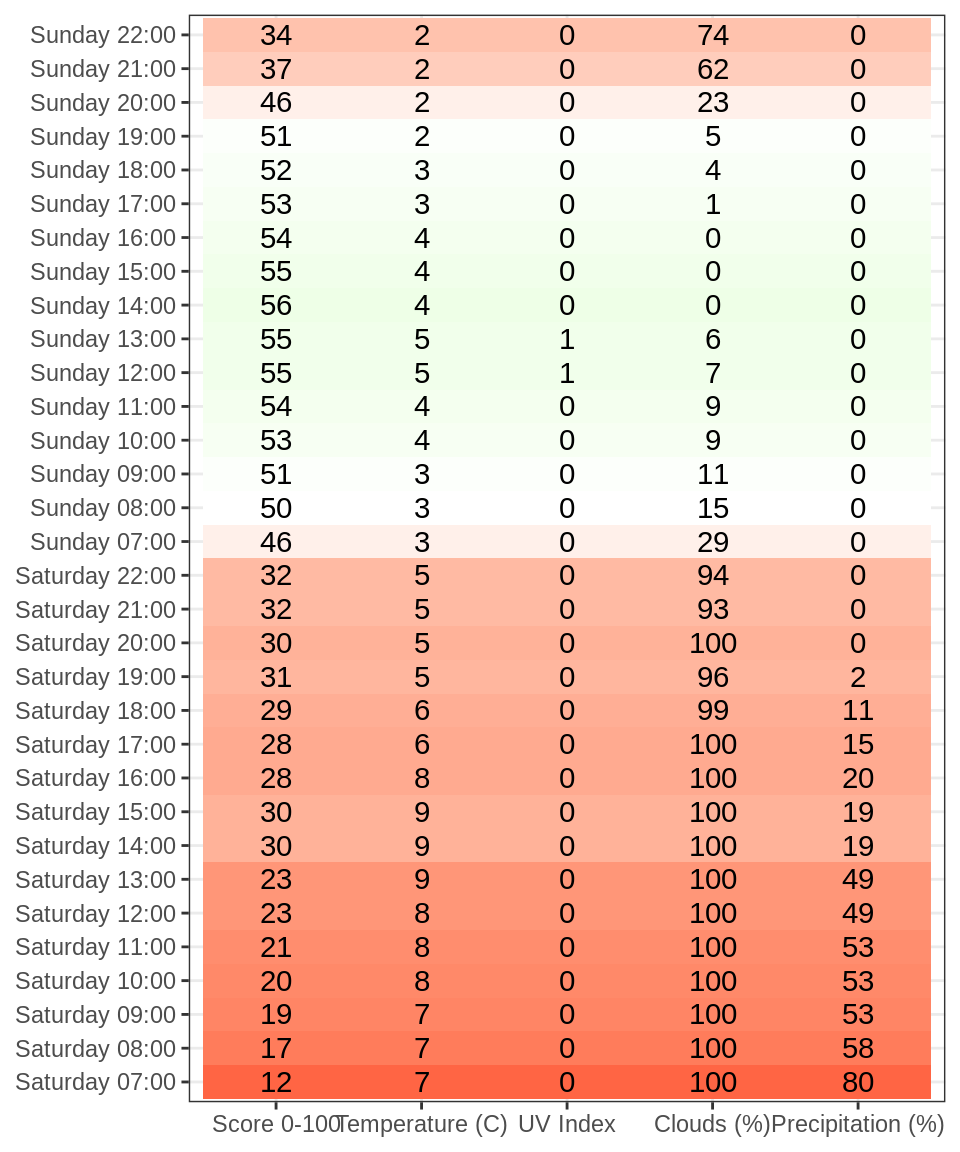 Sunday 22:00 34 2 0 74 0
Sunday 21:00 37 2 0 62 0
Sunday 20:00 46 2 0 23 0
Sunday 19:00 51 2 0 5 0
Sunday 18:00 52 3 0 4 0
Sunday 17:00 53 3 0 1 0
Sunday 16:00 54 4 0 0 0
Sunday 15:00 55 4 0 0 0
Sunday 14:00 56 4 0 0 0
Sunday 13:00 55 5 1 6 0
Sunday 12:00 55 5 1 7 0
Sunday 11:00 54 4 0 9 0
Sunday 10:00 53 4 0 9 0
Sunday 09:00 51 3 0 11 0
Sunday 08:00 50 3 0 15 0
Sunday 07:00 46 3 0 29 0
Saturday 22:00 32 5 0 94 0
Saturday 21:00 32 5 0 93 0
Saturday 20:00 30 5 0 100 0
Saturday 19:00 31 5 0 96 2
Saturday 18:00 29 6 0 99 11
Saturday 17:00 28 6 0 100 15
Saturday 16:00 28 8 0 100 20
Saturday 15:00 30 9 0 100 19
Saturday 14:00 30 9 0 100 19
Saturday 13:00 23 9 0 100 49
Saturday 12:00 23 8 0 100 49
Saturday 11:00 21 8 0 100 53
Saturday 10:00 20 8 0 100 53
Saturday 09:00 19 7 0 100 53
Saturday 08:00 17 7 0 100 58
Saturday 07:00 12 7 0 100 80
Score 0-100 Temperature (C) UV Index Clouds (%) Precipitation (%)